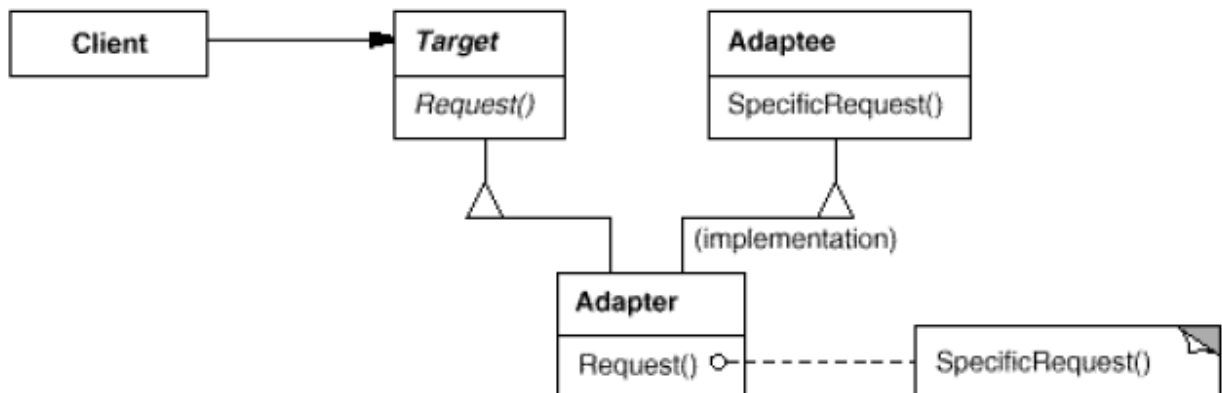 Client
Target
Request()
Adaptee
SpecificRequest()
(implementation)
Adapter
Request()
SpecificRequest()